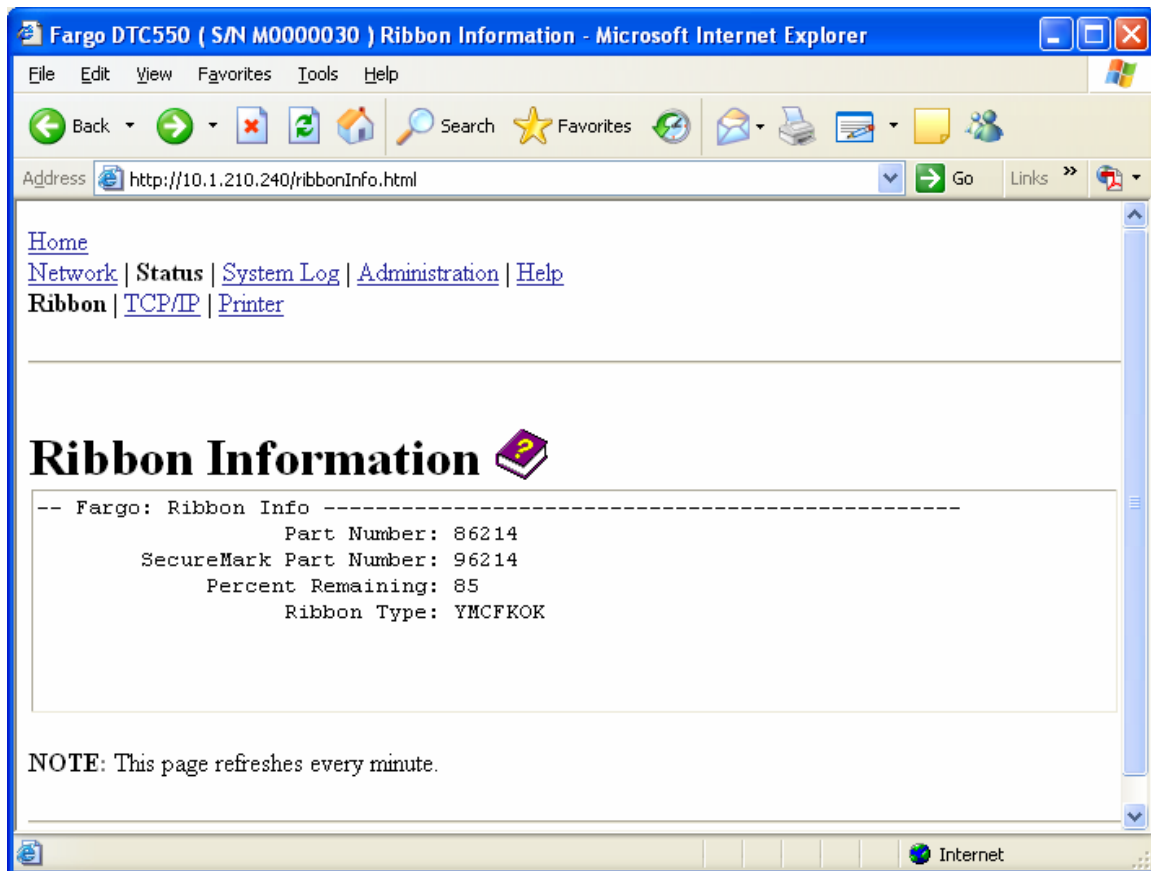 Fargo DTC550 ( S/N M0000030 ) Ribbon Information - Microsoft Internet Explorer
File Edit View Favorites Tools Help
Back Search Favorites
Address http://10.1.210.240/ribbonInfo.html Go Links »
Home
Network | Status | System Log | Administration | Help
Ribbon | TCP/IP | Printer
Ribbon Information
-- Fargo: Ribbon Info -------------------------------------------------
Part Number: 86214
SecureMark Part Number: 96214
Percent Remaining: 85
Ribbon Type: YMCFKOK
NOTE: This page refreshes every minute.
Internet